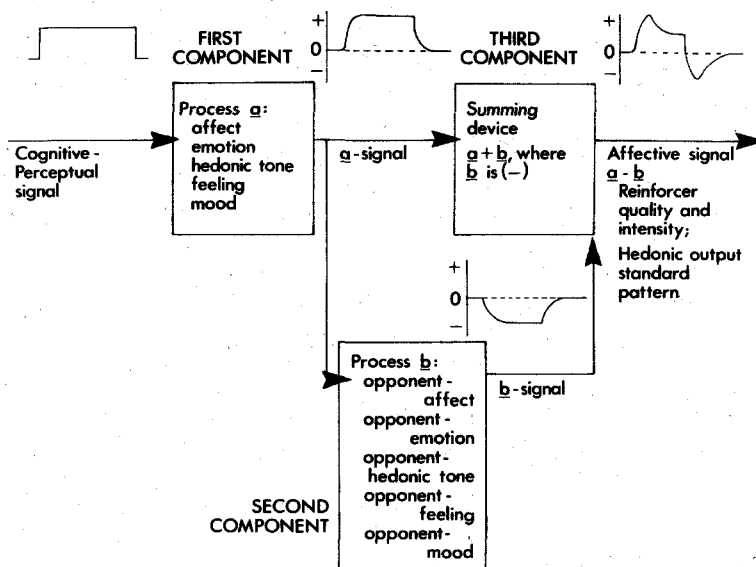 FIRST
COMPONENT
+
0
−
THIRD
COMPONENT
+
0
−
Cognitive-
Perceptual
signal
Process a:
affect
emotion
hedonic tone
feeling
mood
a-signal
Summing
device
a+b, where
b is (−)
Affective signal
a - b
Reinforcer
quality and
intensity;
Hedonic output
standard
pattern
+
0
−
SECOND
COMPONENT
Process b:
opponent-
affect
opponent-
emotion
opponent-
hedonic tone
opponent-
feeling
opponent-
mood
b-signal